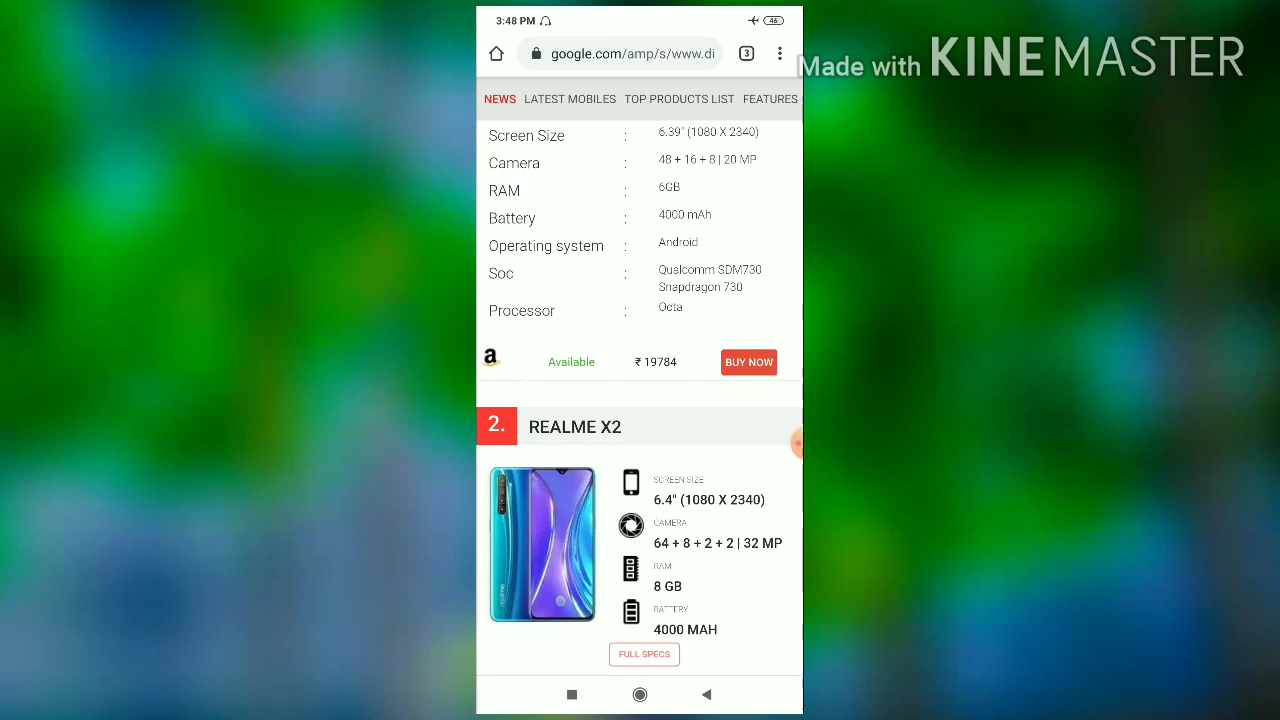 3:48 PM
46
Made with KINEMASTER
google.com/amp/s/www.di
3
NEWS LATEST MOBILES TOP PRODUCTS LIST FEATURES
Screen Size : 6.39" (1080 X 2340)
Camera : 48 + 16 + 8 | 20 MP
RAM : 6GB
Battery : 4000 mAh
Operating system : Android
Soc : Qualcomm SDM730
Snapdragon 730
Processor : Octa
a Available ₹ 19784 BUY NOW
2. REALME X2
SCREEN SIZE
6.4" (1080 X 2340)
CAMERA
64 + 8 + 2 + 2 | 32 MP
RAM
8 GB
BATTERY
4000 MAH
FULL SPECS
realme